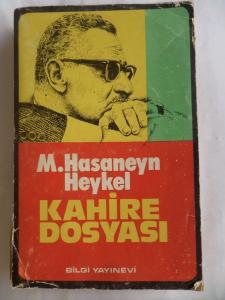 M.Hasaneyn
Heykel
KAHİRE
DOSYASI
BİLGİ YAYINEVİ